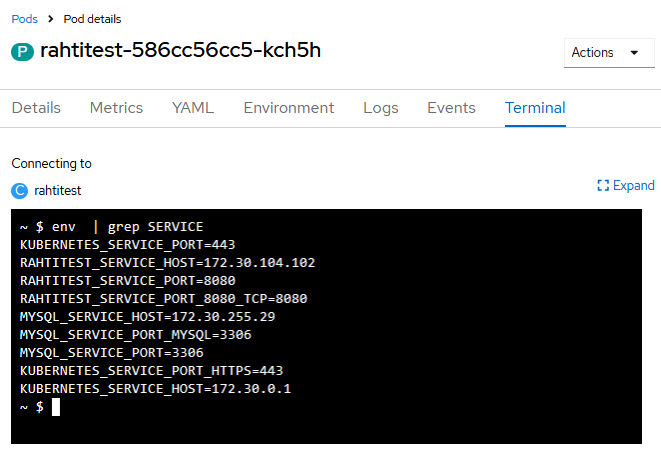 Pods > Pod details
P rahtitest-586cc56cc5-kch5h
Actions
Details Metrics YAML Environment Logs Events Terminal
Connecting to
C rahtitest
Expand
~ $ env  | grep SERVICE
KUBERNETES_SERVICE_PORT=443
RAHTITEST_SERVICE_HOST=172.30.104.102
RAHTITEST_SERVICE_PORT=8080
RAHTITEST_SERVICE_PORT_8080_TCP=8080
MYSQL_SERVICE_HOST=172.30.255.29
MYSQL_SERVICE_PORT_MYSQL=3306
MYSQL_SERVICE_PORT=3306
KUBERNETES_SERVICE_PORT_HTTPS=443
KUBERNETES_SERVICE_HOST=172.30.0.1
~ $